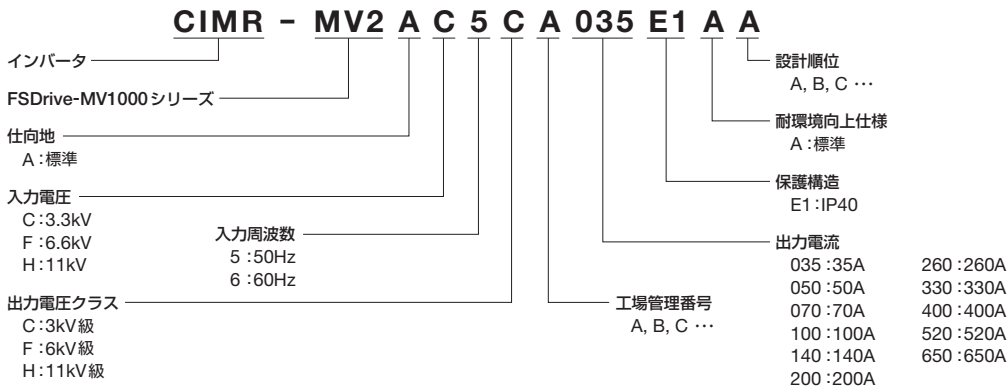 CIMR - MV2 A C 5 C A 035 E1 A A
インバータ
FSDrive-MV1000シリーズ
仕向地
A：標準
入力電圧
C：3.3kV
F：6.6kV
H：11kV
入力周波数
5：50Hz
6：60Hz
出力電圧クラス
C：3kV級
F：6kV級
H：11kV級
設計順位
A, B, C …
耐環境向上仕様
A：標準
保護構造
E1：IP40
出力電流
035：35A 260：260A
050：50A 330：330A
070：70A 400：400A
100：100A 520：520A
140：140A 650：650A
200：200A
工場管理番号
A, B, C …